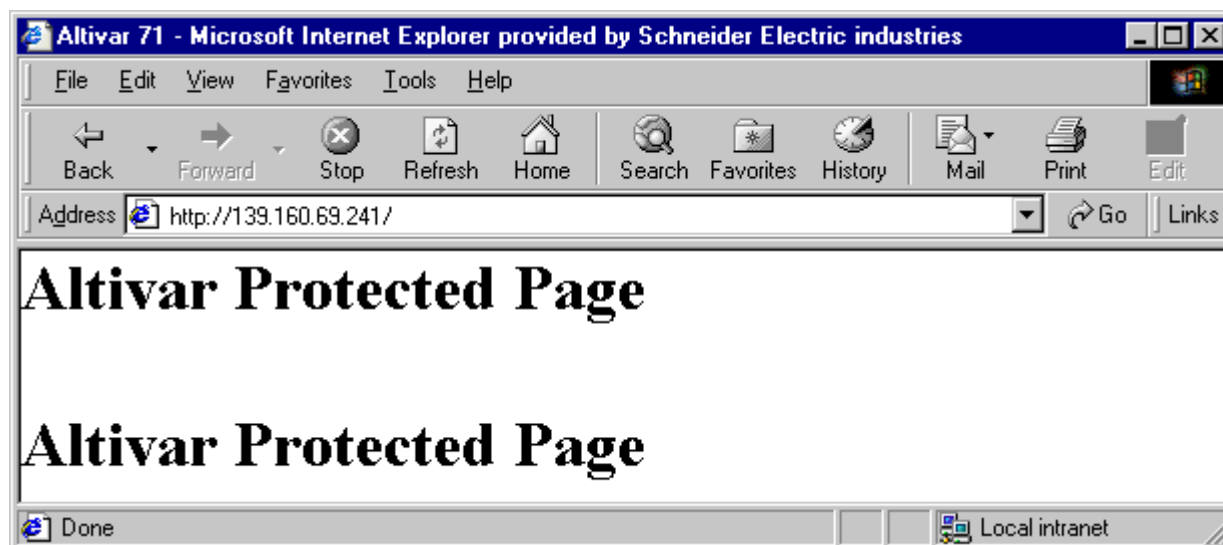 Altivar 71 - Microsoft Internet Explorer provided by Schneider Electric industries
File Edit View Favorites Tools Help
Back Forward Stop Refresh Home Search Favorites History Mail Print Edit
Address http://139.160.69.241/ Go Links
Altivar Protected Page
Altivar Protected Page
Done Local intranet